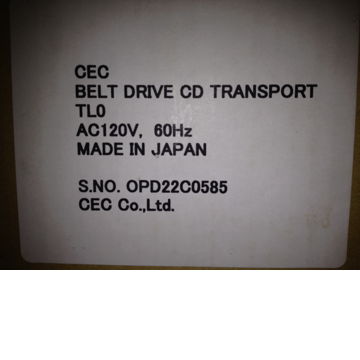 CEC
BELT DRIVE CD TRANSPORT
TL0
AC120V, 60Hz
MADE IN JAPAN
S.NO. OPD22C0585
CEC Co.,Ltd.